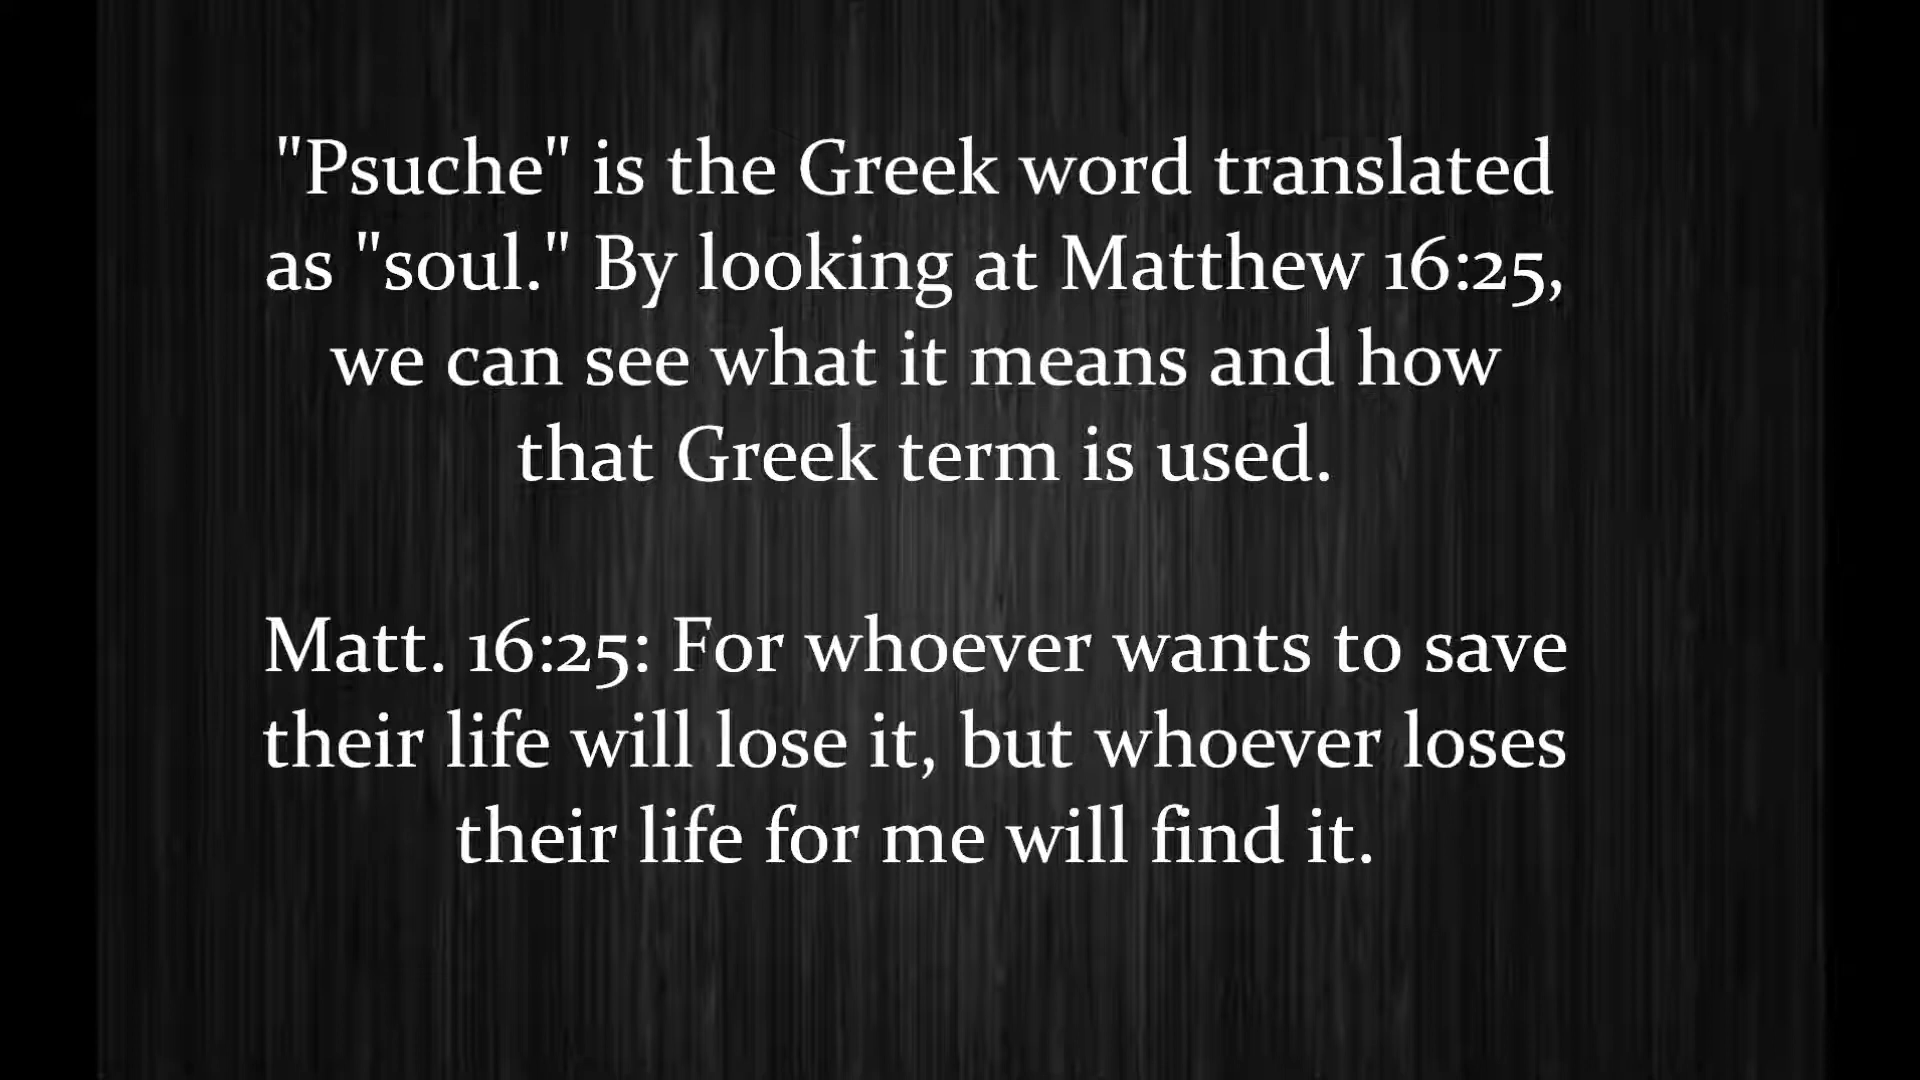 "Psuche" is the Greek word translated
as "soul." By looking at Matthew 16:25,
we can see what it means and how
that Greek term is used.
Matt. 16:25: For whoever wants to save
their life will lose it, but whoever loses
their life for me will find it.